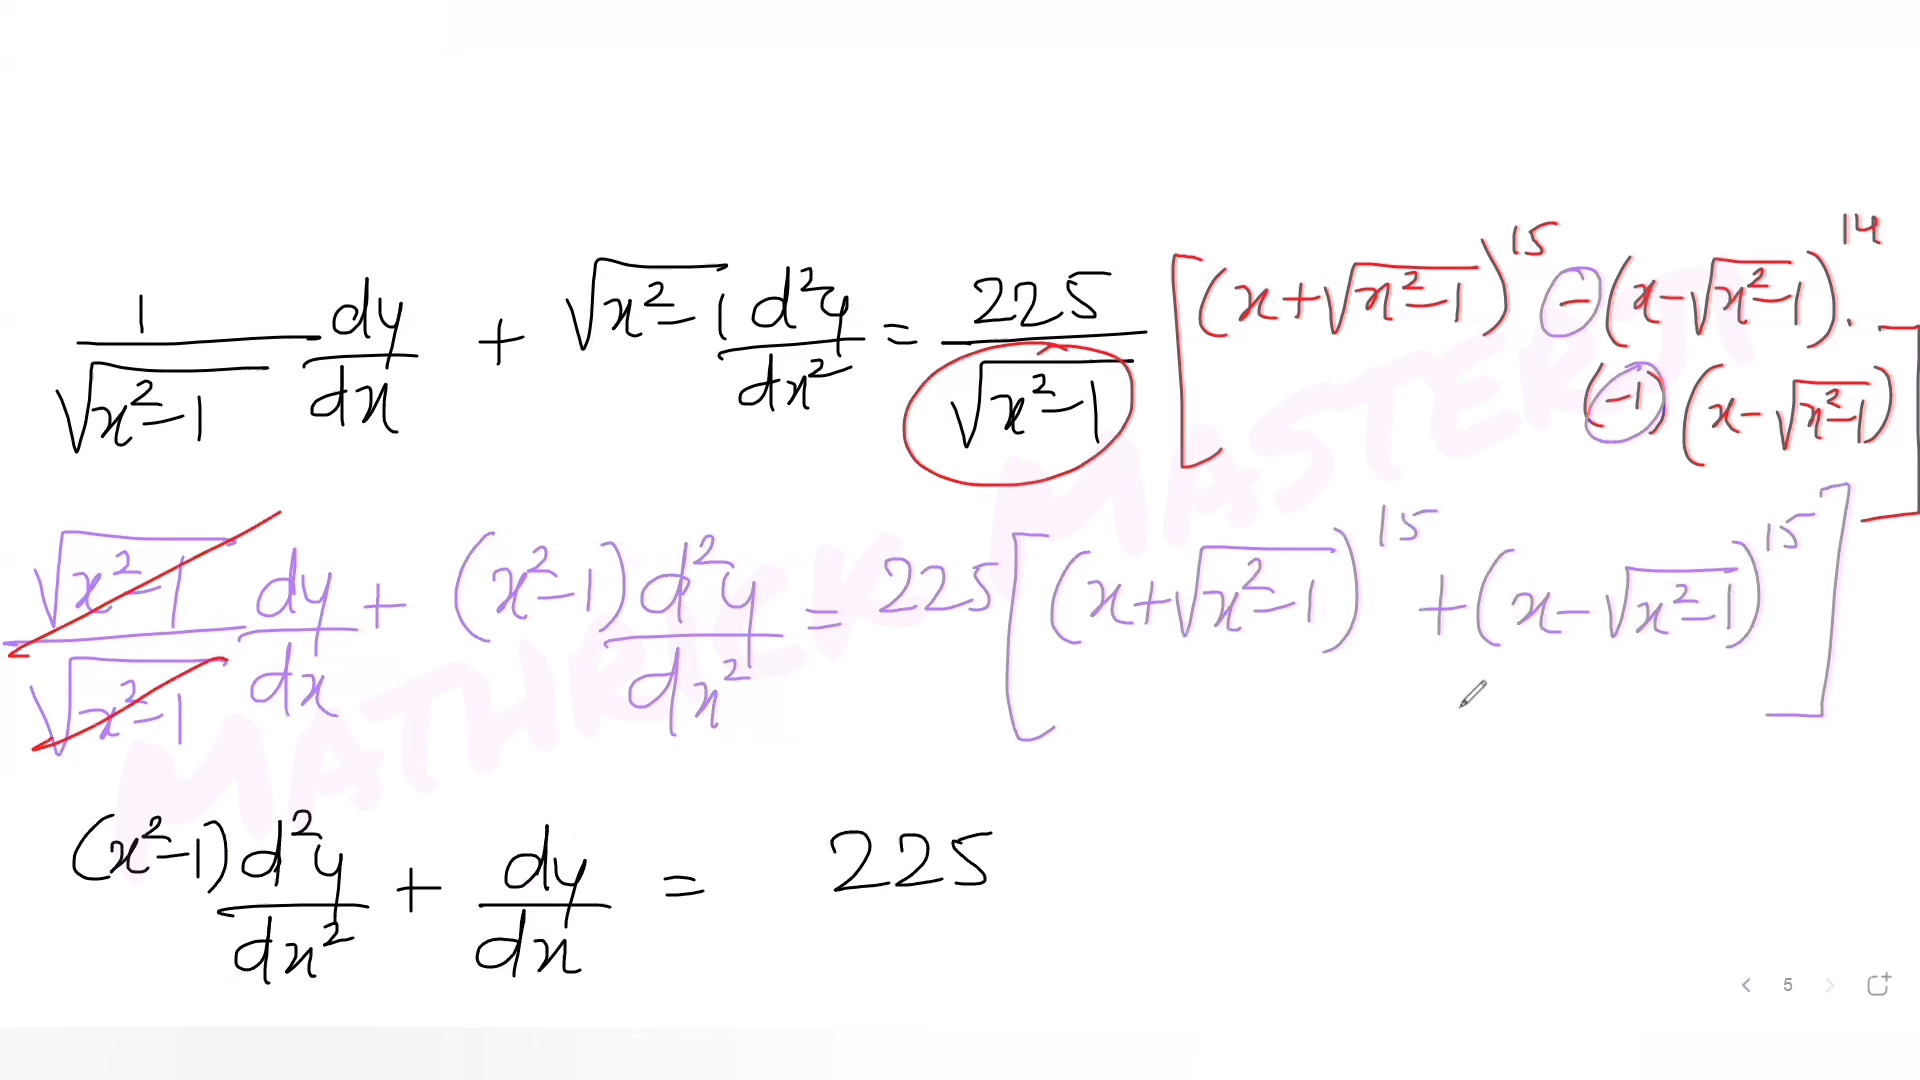 1/√(x²-1) dy/dx + √x²-1 d²y/dx² = 225/√(x²-1) [(x+√(x²-1))^15 - (x-√(x²-1))^14 .
(-1) (x-√(x²-1))]
√(x²-1)/√(x²-1) dy/dx + (x²-1) d²y/dx² = 225 [(x+√(x²-1))^15 + (x-√(x²-1))^15]
(x²-1) d²y/dx² + dy/dx = 225
MATHRICK MASTERJI
< 5 >